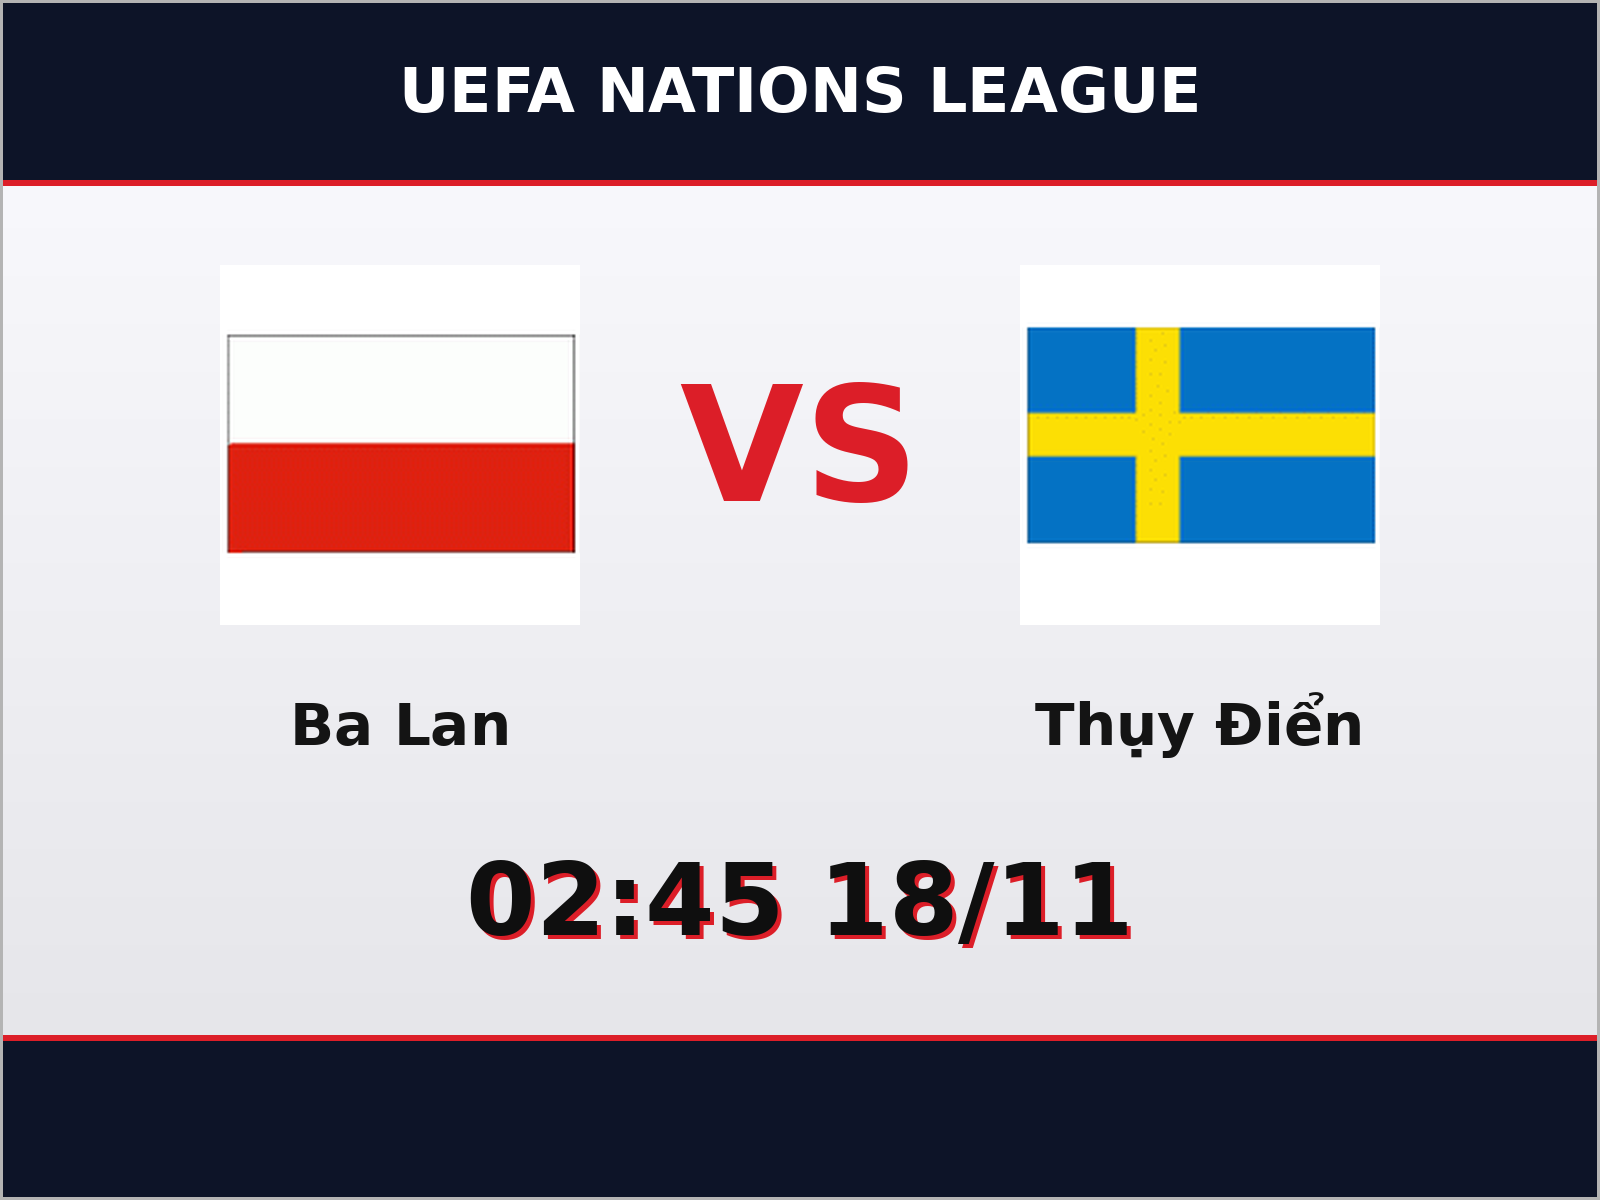 UEFA NATIONS LEAGUE
VS
Ba Lan
Thụy Điển
02:45 18/11